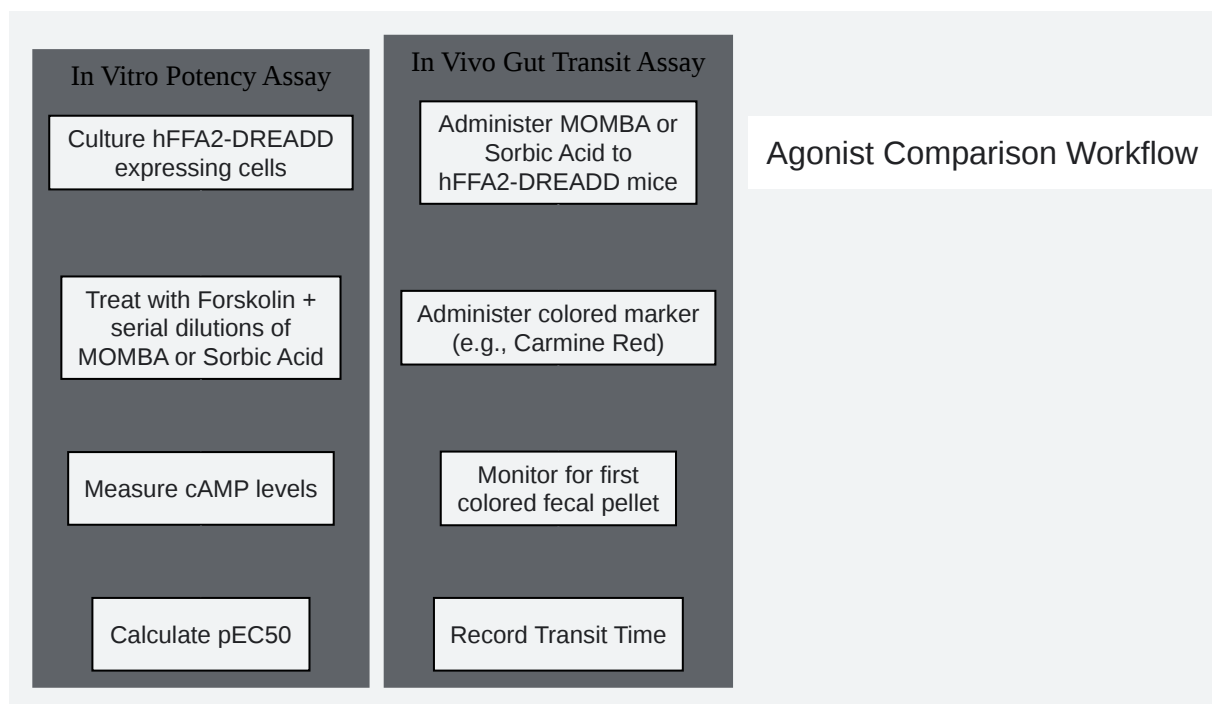 In Vitro Potency Assay
Culture hFFA2-DREADD
expressing cells
Treat with Forskolin +
serial dilutions of
MOMBA or Sorbic Acid
Measure cAMP levels
Calculate pEC50
In Vivo Gut Transit Assay
Administer MOMBA or
Sorbic Acid to
hFFA2-DREADD mice
Administer colored marker
(e.g., Carmine Red)
Monitor for first
colored fecal pellet
Record Transit Time
Agonist Comparison Workflow